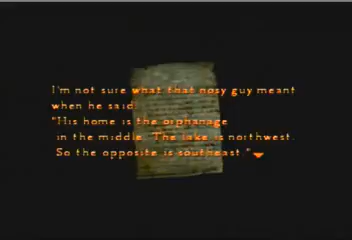 I'm not sure what that nosy guy meant
when he said:
"His home is the orphanage
in the middle. The lake is northwest.
So the opposite is southeast."